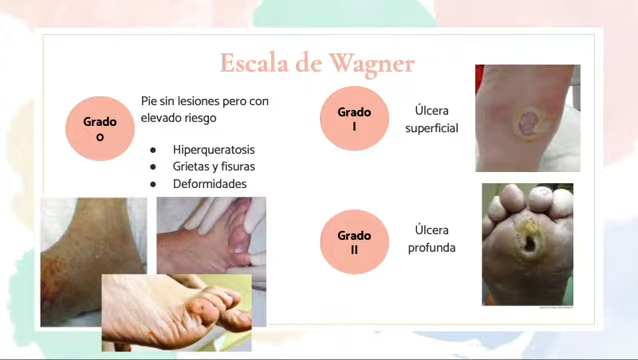 Escala de Wagner
Grado
0
Pie sin lesiones pero con
elevado riesgo
● Hiperqueratosis
● Grietas y fisuras
● Deformidades
Grado
I
Úlcera
superficial
Grado
II
Úlcera
profunda